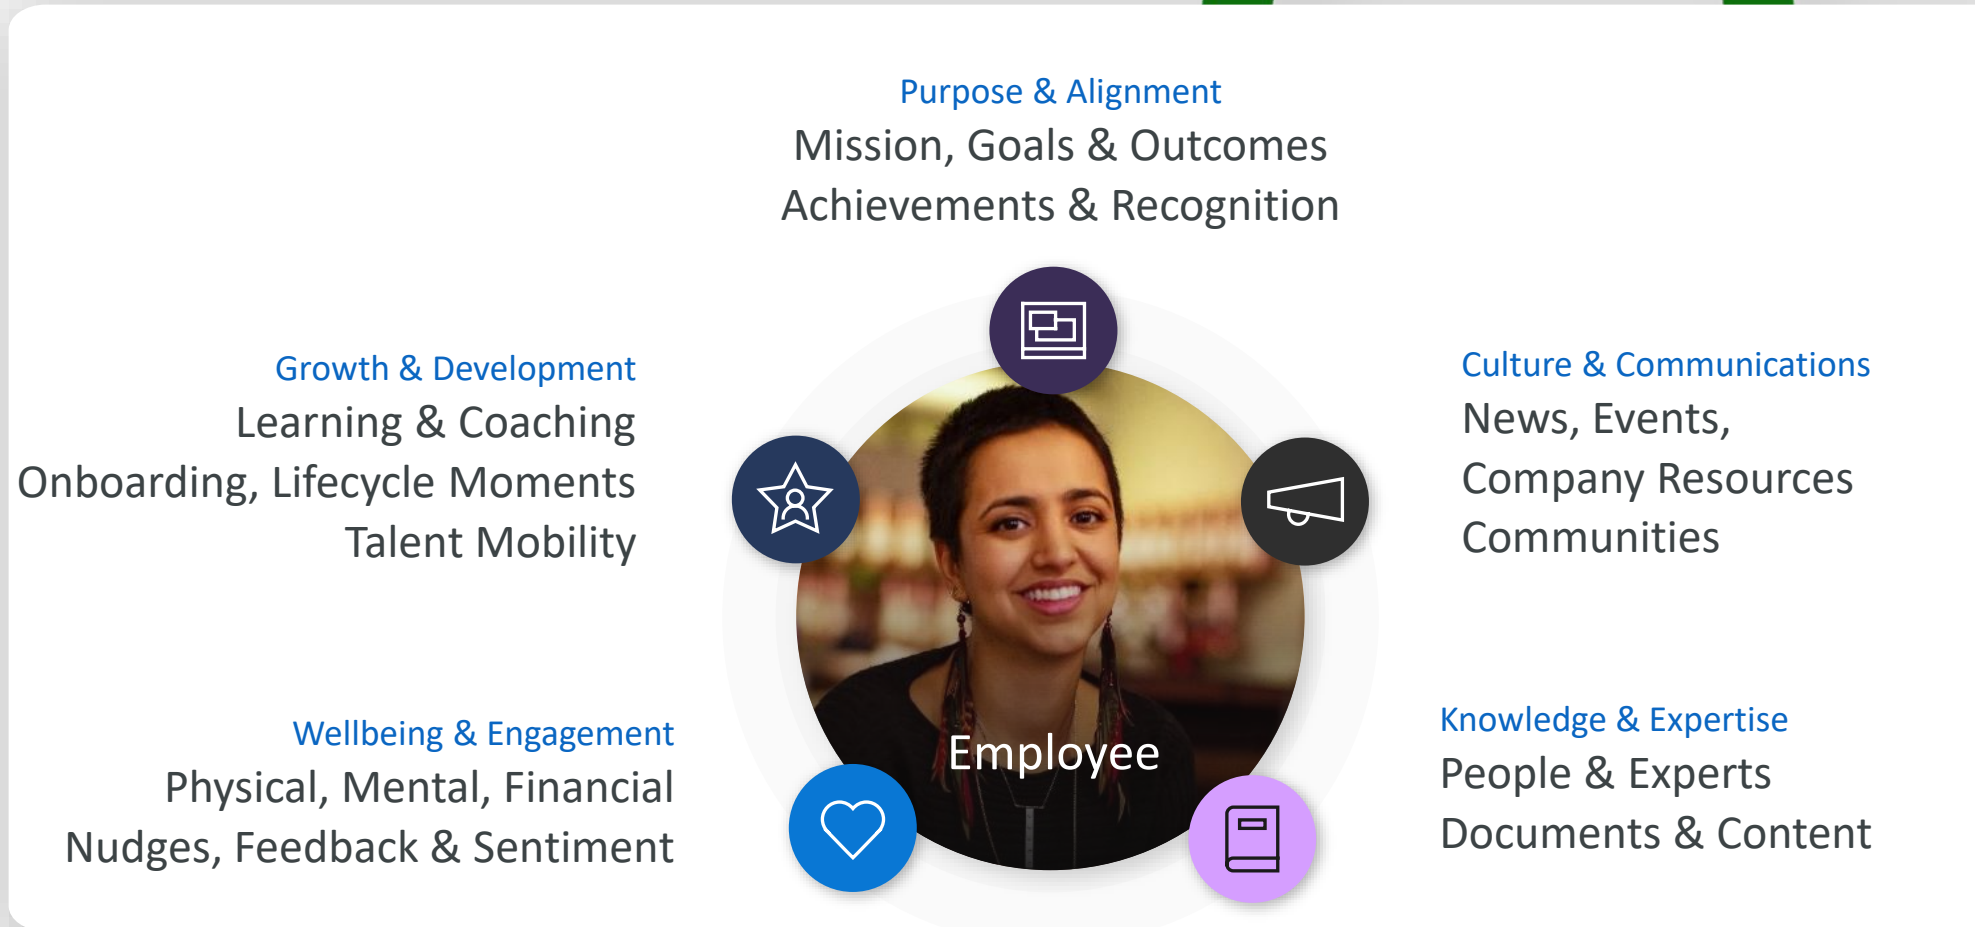 Purpose & Alignment
Mission, Goals & Outcomes
Achievements & Recognition
Growth & Development
Learning & Coaching
Onboarding, Lifecycle Moments
Talent Mobility
Culture & Communications
News, Events,
Company Resources
Communities
Wellbeing & Engagement
Physical, Mental, Financial
Nudges, Feedback & Sentiment
Employee
Knowledge & Expertise
People & Experts
Documents & Content